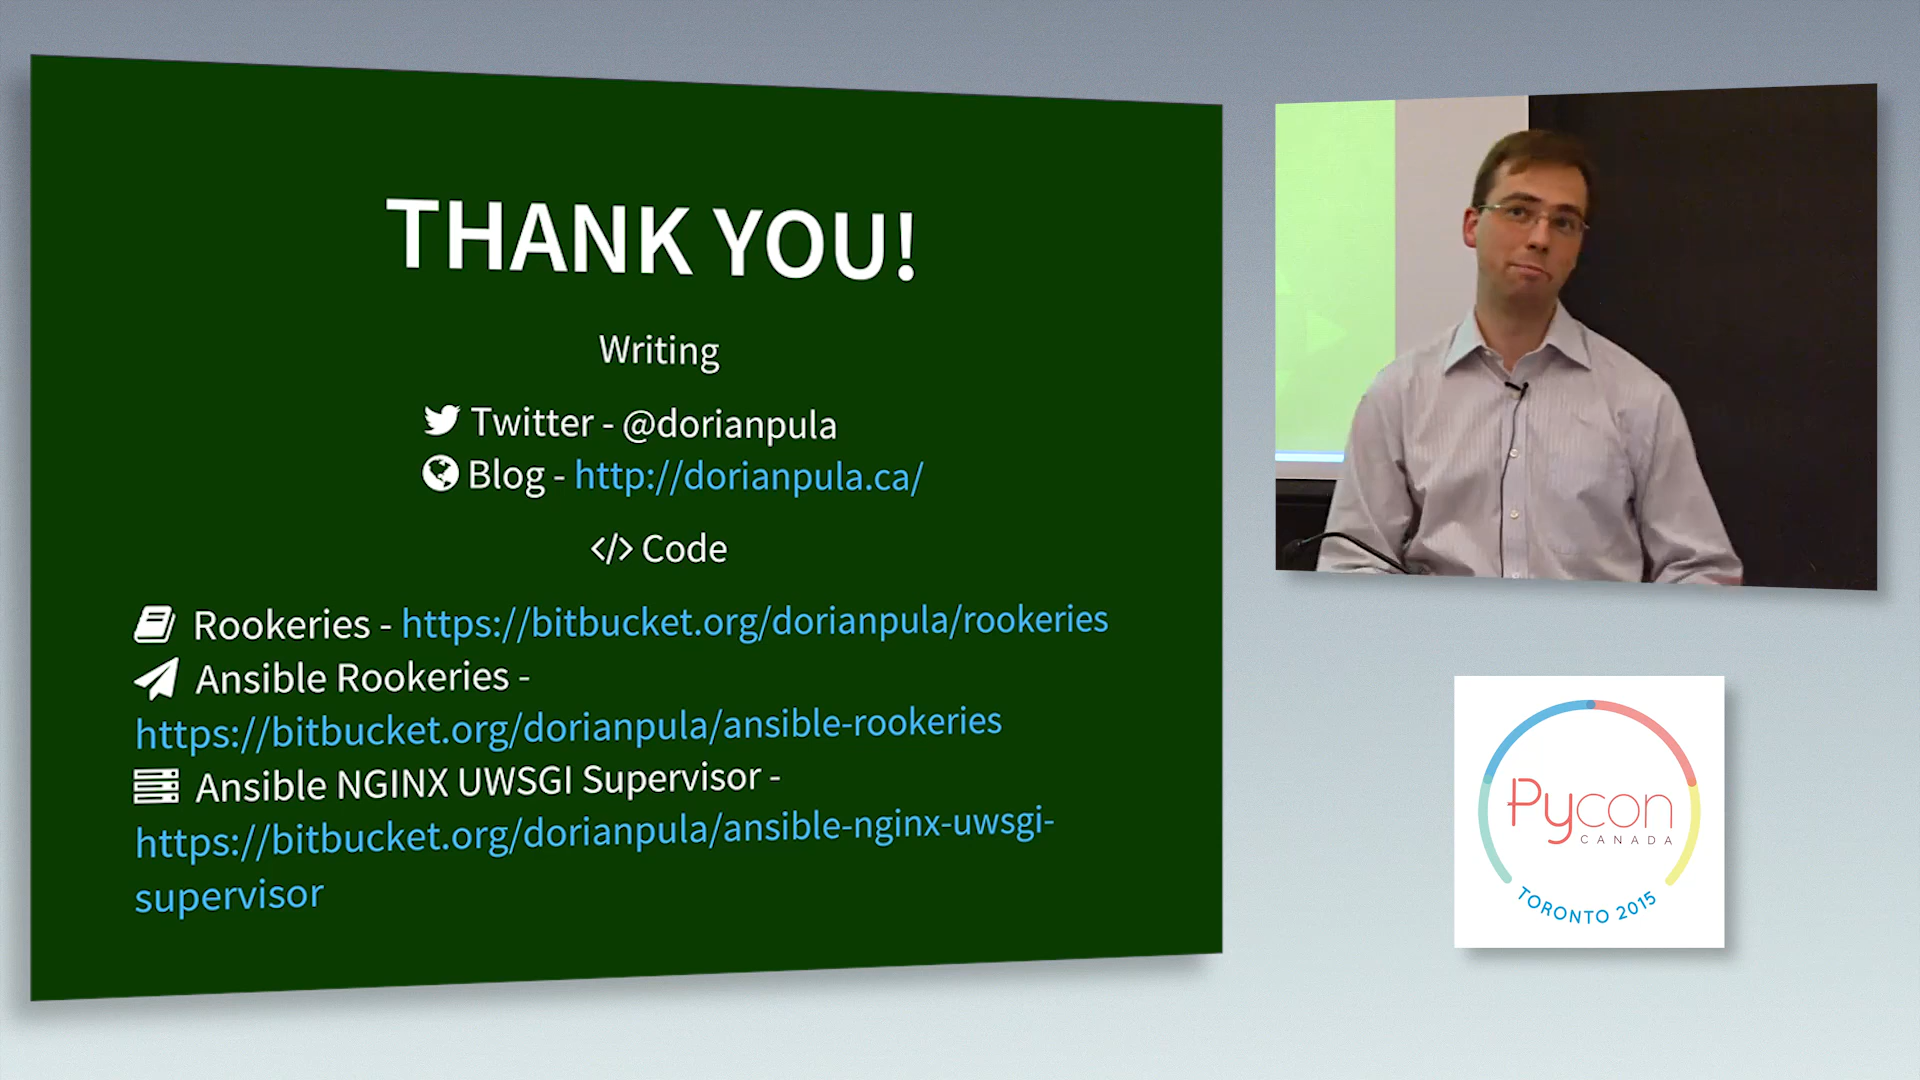 THANK YOU!
Writing
Twitter - @dorianpula
Blog - http://dorianpula.ca/
</> Code
Rookeries - https://bitbucket.org/dorianpula/rookeries
Ansible Rookeries -
https://bitbucket.org/dorianpula/ansible-rookeries
Ansible NGINX UWSGI Supervisor -
https://bitbucket.org/dorianpula/ansible-nginx-uwsgi-
supervisor
Pycon
CANADA
TORONTO 2015